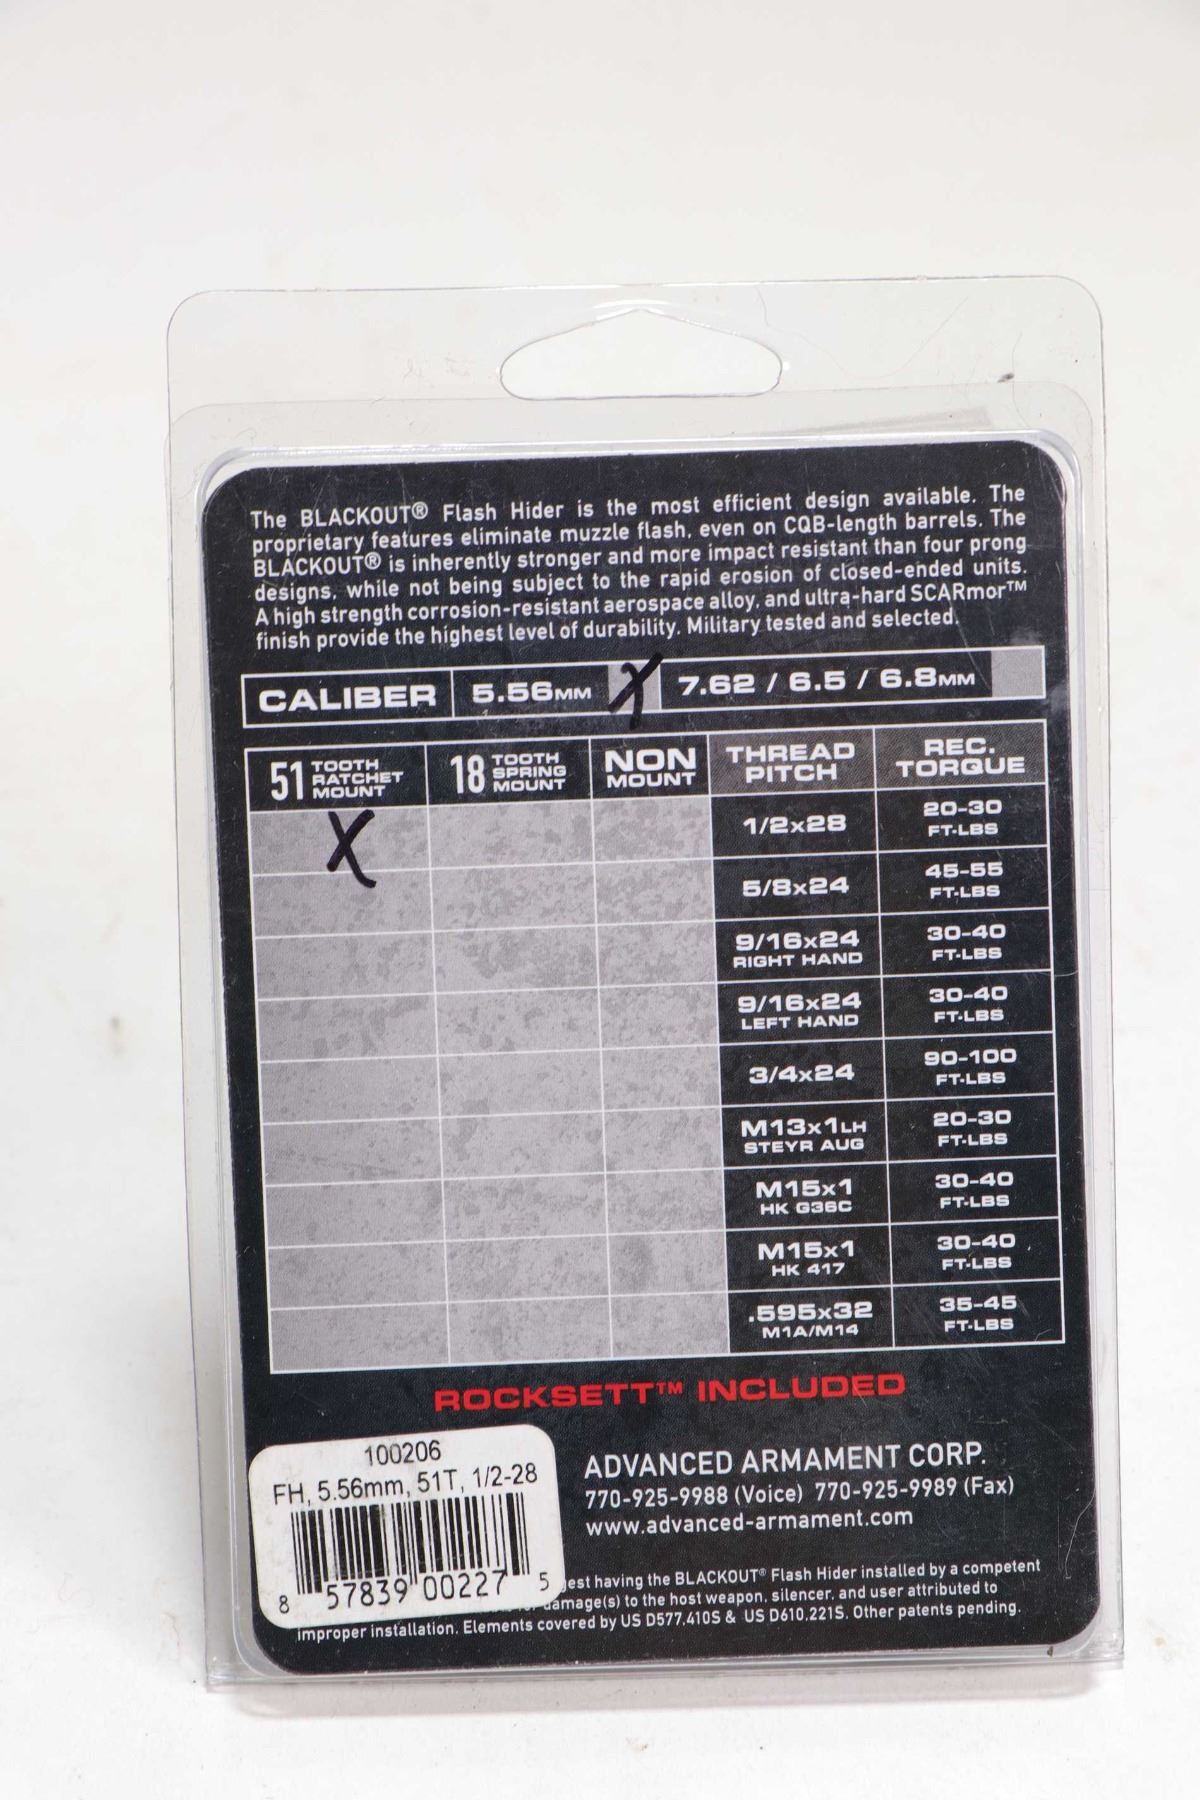 The BLACKOUT® Flash Hider is the most efficient design available. The
proprietary features eliminate muzzle flash, even on CQB-length barrels. The
BLACKOUT® is inherently stronger and more impact resistant than four prong
designs, while not being subject to the rapid erosion of closed-ended units.
A high strength corrosion-resistant aerospace alloy, and ultra-hard SCARmor™
finish provide the highest level of durability. Military tested and selected.
CALIBER 5.56MM X 7.62 / 6.5 / 6.8MM
51 TOOTH RATCHET MOUNT 18 TOOTH SPRING MOUNT NON MOUNT THREAD PITCH REC. TORQUE
X 1/2x28 20-30 FT-LBS
5/8x24 45-55 FT-LBS
9/16x24 RIGHT HAND 30-40 FT-LBS
9/16x24 LEFT HAND 30-40 FT-LBS
3/4x24 90-100 FT-LBS
M13x1LH STEYR AUG 20-30 FT-LBS
M15x1 HK G36C 30-40 FT-LBS
M15x1 HK 417 30-40 FT-LBS
.595x32 M1A/M14 35-45 FT-LBS
ROCKSETT™ INCLUDED
100206
FH, 5.56mm, 51T, 1/2-28
8 57839 00227 5
ADVANCED ARMAMENT CORP.
770-925-9988 (Voice) 770-925-9989 (Fax)
www.advanced-armament.com
having the BLACKOUT® Flash Hider installed by a competent
damage(s) to the host weapon, silencer, and user attributed to
improper installation. Elements covered by US D577,410S & US D610,221S. Other patents pending.